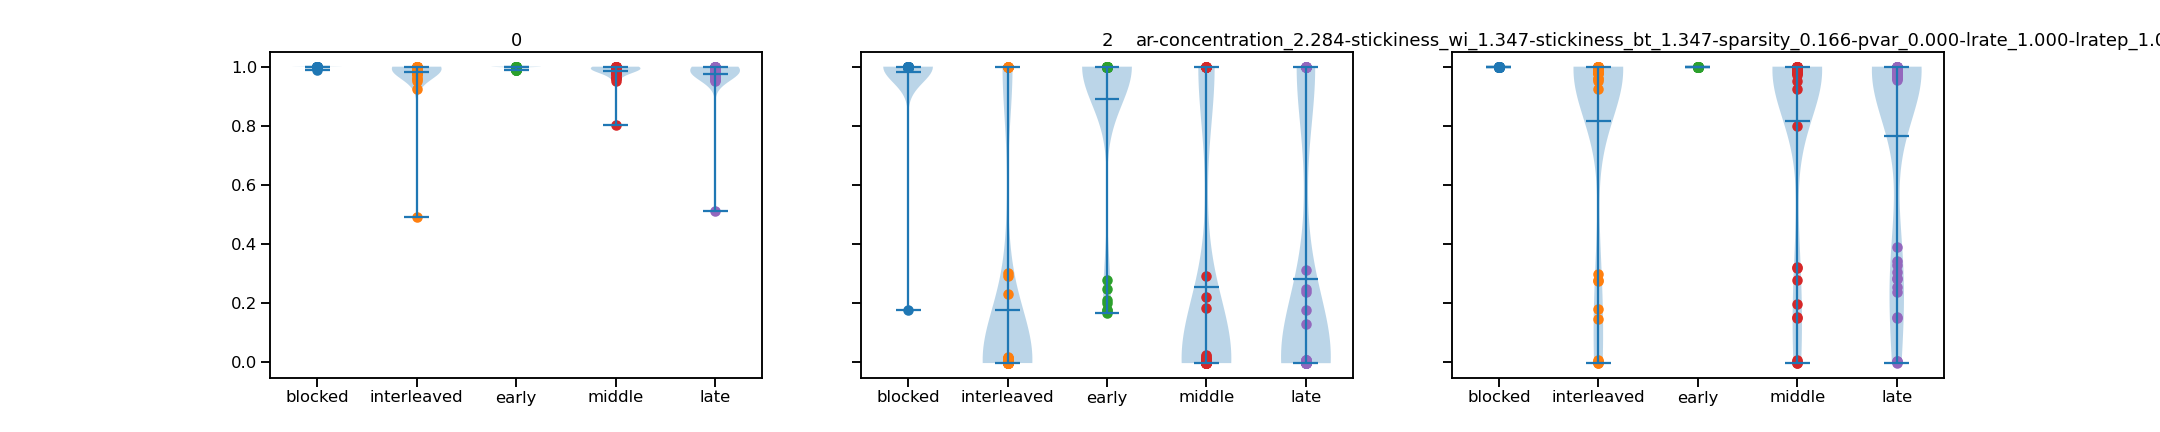 0
2
ar-concentration_2.284-stickiness_wi_1.347-stickiness_bt_1.347-sparsity_0.166-pvar_0.000-lrate_1.000-lratep_1.0
1.0
0.8
0.6
0.4
0.2
0.0
blocked interleaved early middle late
blocked interleaved early middle late
blocked interleaved early middle late